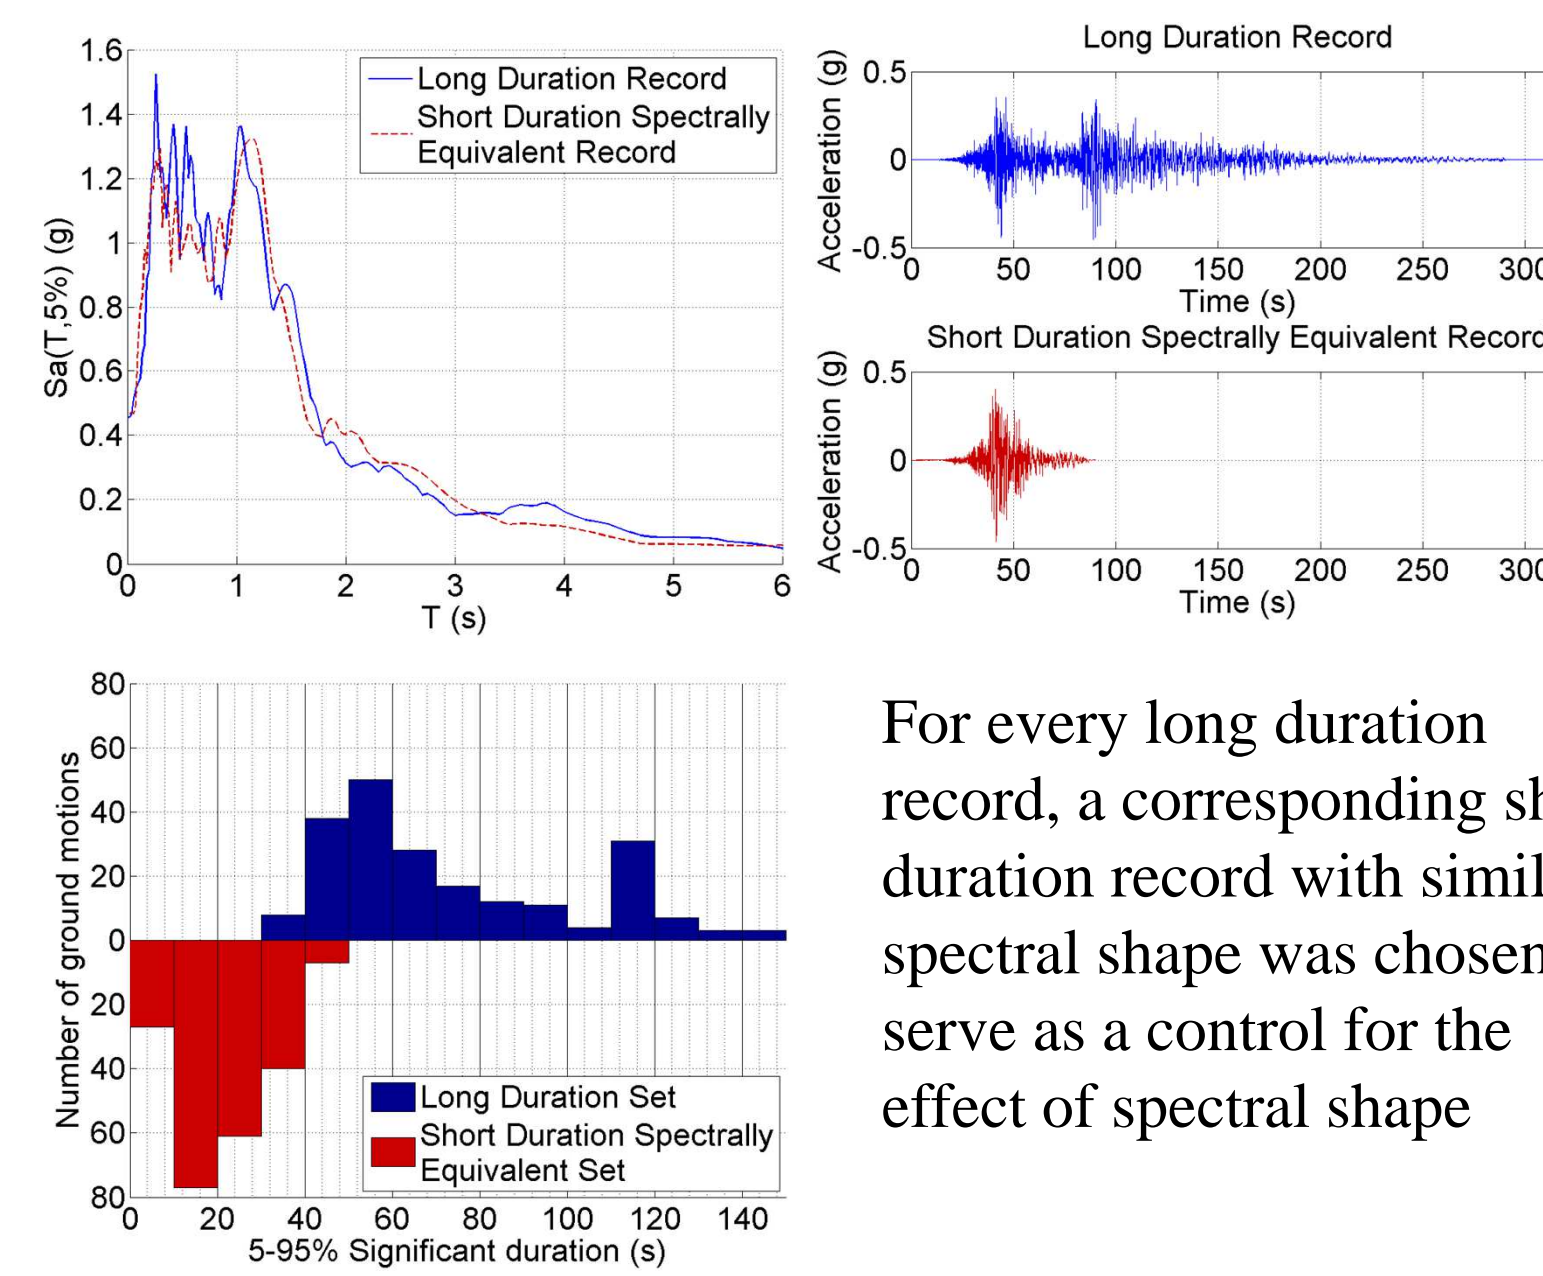 1.6
1.4
1.2
1
0.8
0.6
0.4
0.2
0
0 1 2 3 4 5 6
T (s)
Sa(T,5%) (g)
Long Duration Record
Short Duration Spectrally
Equivalent Record
Long Duration Record
0.5
0
-0.5
0 50 100 150 200 250 300
Time (s)
Acceleration (g)
Short Duration Spectrally Equivalent Record
0.5
0
-0.5
0 50 100 150 200 250 300
Time (s)
Acceleration (g)
80
60
40
20
0
20
40
60
80
0 20 40 60 80 100 120 140
5-95% Significant duration (s)
Number of ground motions
Long Duration Set
Short Duration Spectrally
Equivalent Set
For every long duration
record, a corresponding sh
duration record with simil
spectral shape was chosen
serve as a control for the
effect of spectral shape